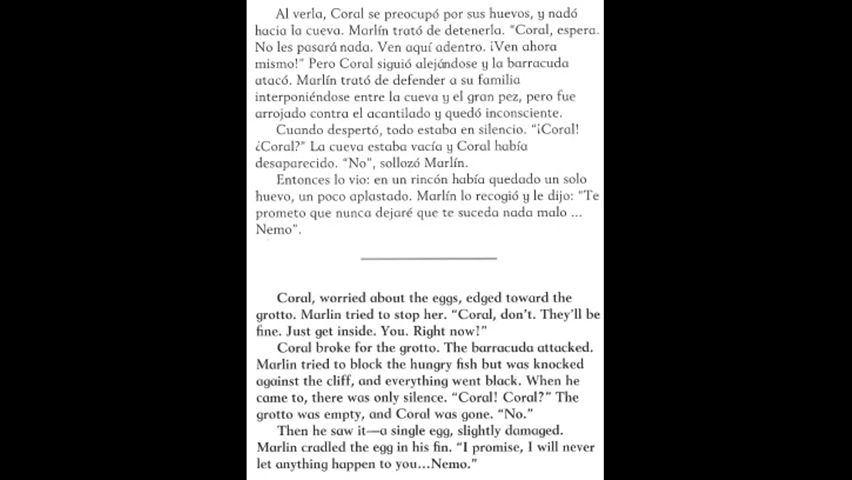 Al verla, Coral se preocupó por sus huevos, y nadó
hacia la cueva. Marlín trató de detenerla. “Coral, espera.
No les pasará nada. Ven aquí adentro. ¡Ven ahora
mismo!” Pero Coral siguió alejándose y la barracuda
atacó. Marlín trató de defender a su familia
interponiéndose entre la cueva y el gran pez, pero fue
arrojado contra el acantilado y quedó inconsciente.
Cuando despertó, todo estaba en silencio. “¡Coral!
¿Coral?” La cueva estaba vacía y Coral había
desaparecido. “No”, sollozó Marlín.
Entonces lo vio: en un rincón había quedado un solo
huevo, un poco aplastado. Marlín lo recogió y le dijo: “Te
prometo que nunca dejaré que te suceda nada malo ...
Nemo”.
Coral, worried about the eggs, edged toward the
grotto. Marlin tried to stop her. “Coral, don’t. They’ll be
fine. Just get inside. You. Right now!”
Coral broke for the grotto. The barracuda attacked.
Marlin tried to block the hungry fish but was knocked
against the cliff, and everything went black. When he
came to, there was only silence. “Coral! Coral?” The
grotto was empty, and Coral was gone. “No.”
Then he saw it—a single egg, slightly damaged.
Marlin cradled the egg in his fin. “I promise, I will never
let anything happen to you...Nemo.”